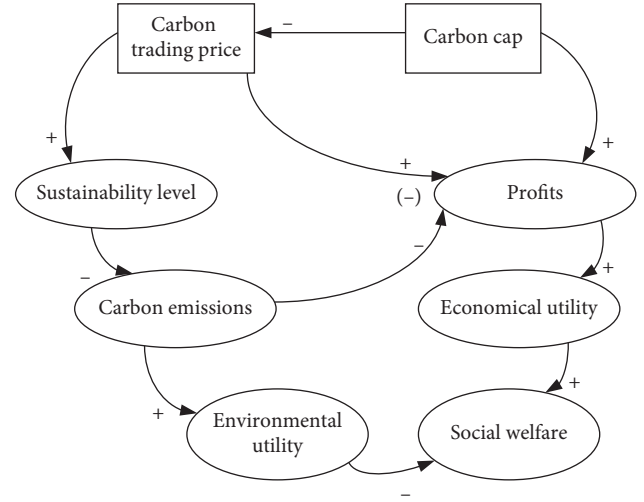 Carbon
trading price
–
Carbon cap
+
+
+
(–)
Sustainability level
Profits
–
–
+
Carbon emissions
Economical utility
+
+
Environmental
utility
Social welfare
–